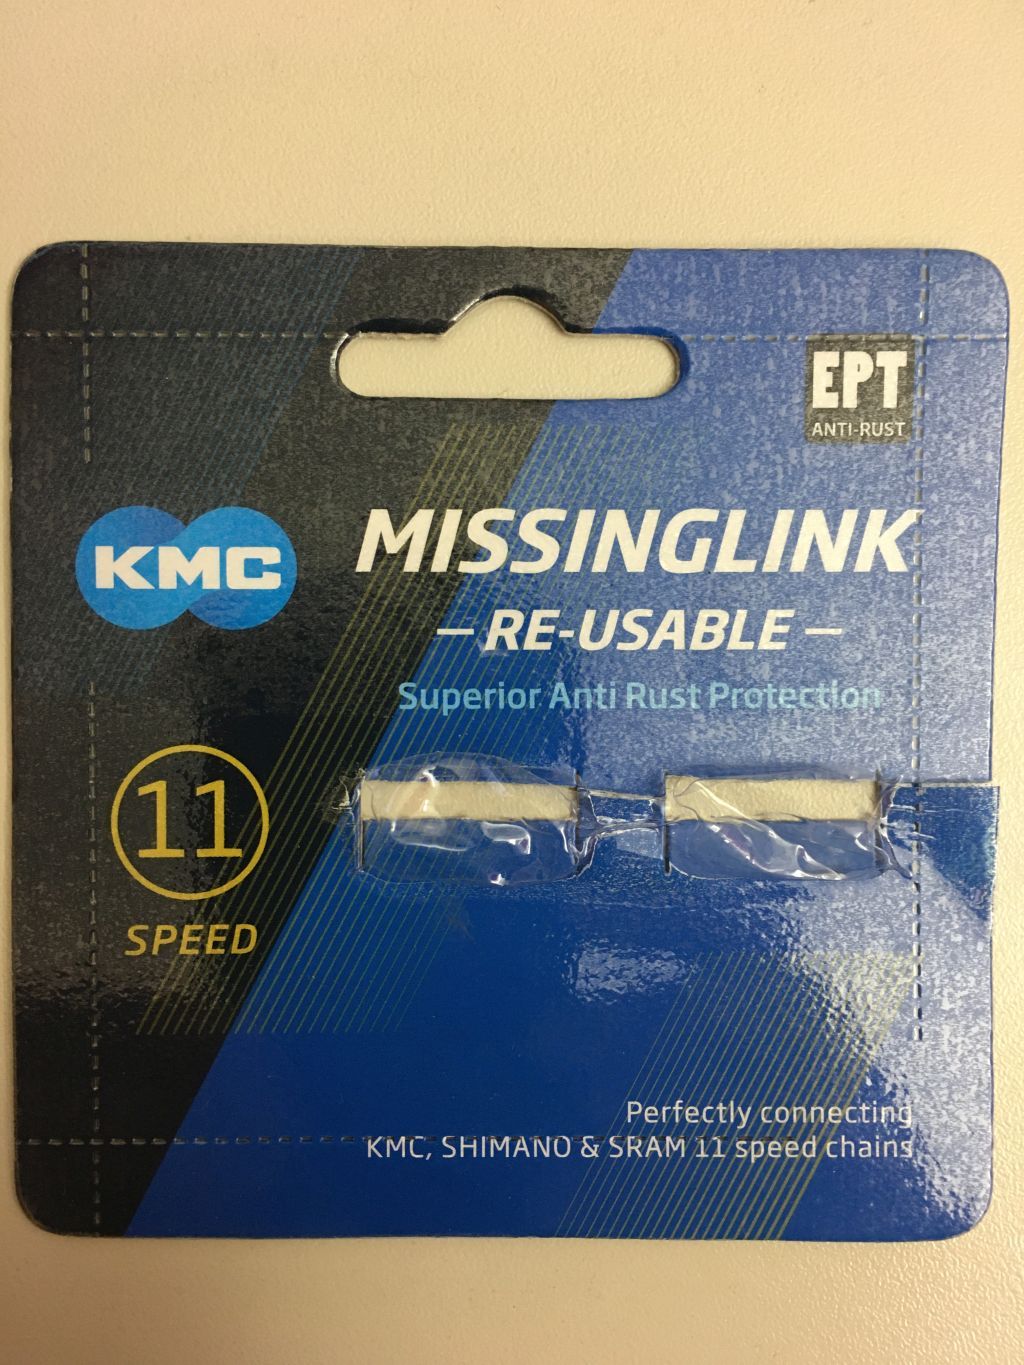 EPT
ANTI-RUST
KMC
MISSINGLINK
– RE-USABLE –
Superior Anti Rust Protection
11
SPEED
Perfectly connecting
KMC, SHIMANO & SRAM 11 speed chains